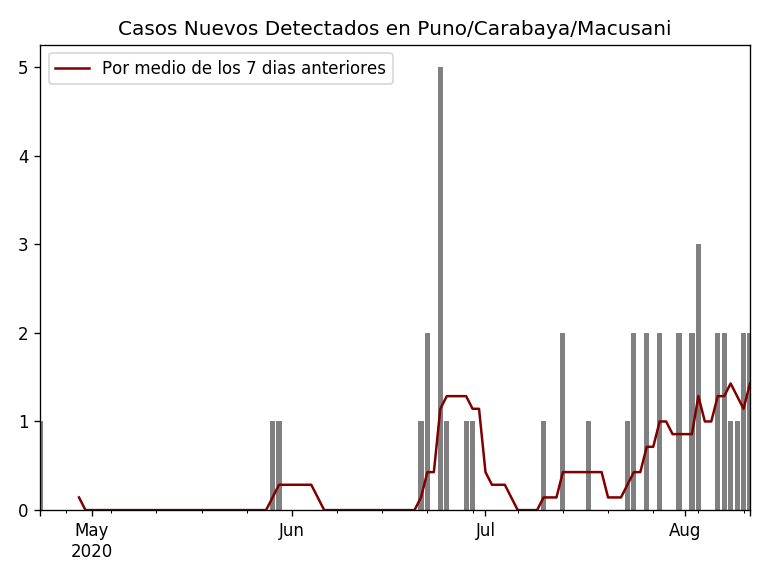 Casos Nuevos Detectados en Puno/Carabaya/Macusani
Por medio de los 7 dias anteriores
5
4
3
2
1
0
May
2020
Jun
Jul
Aug